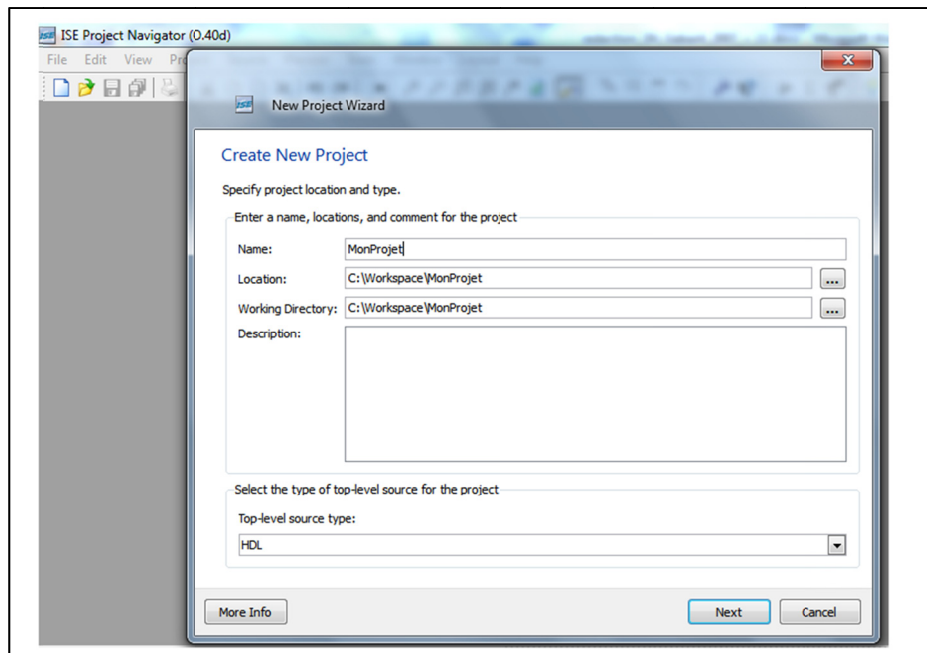 ISE Project Navigator (0.40d)
File Edit View
New Project Wizard
Create New Project
Specify project location and type.
Enter a name, locations, and comment for the project
Name: MonProjet
Location: C:\Workspace\MonProjet ...
Working Directory: C:\Workspace\MonProjet ...
Description:
Select the type of top-level source for the project
Top-level source type:
HDL
More Info Next Cancel